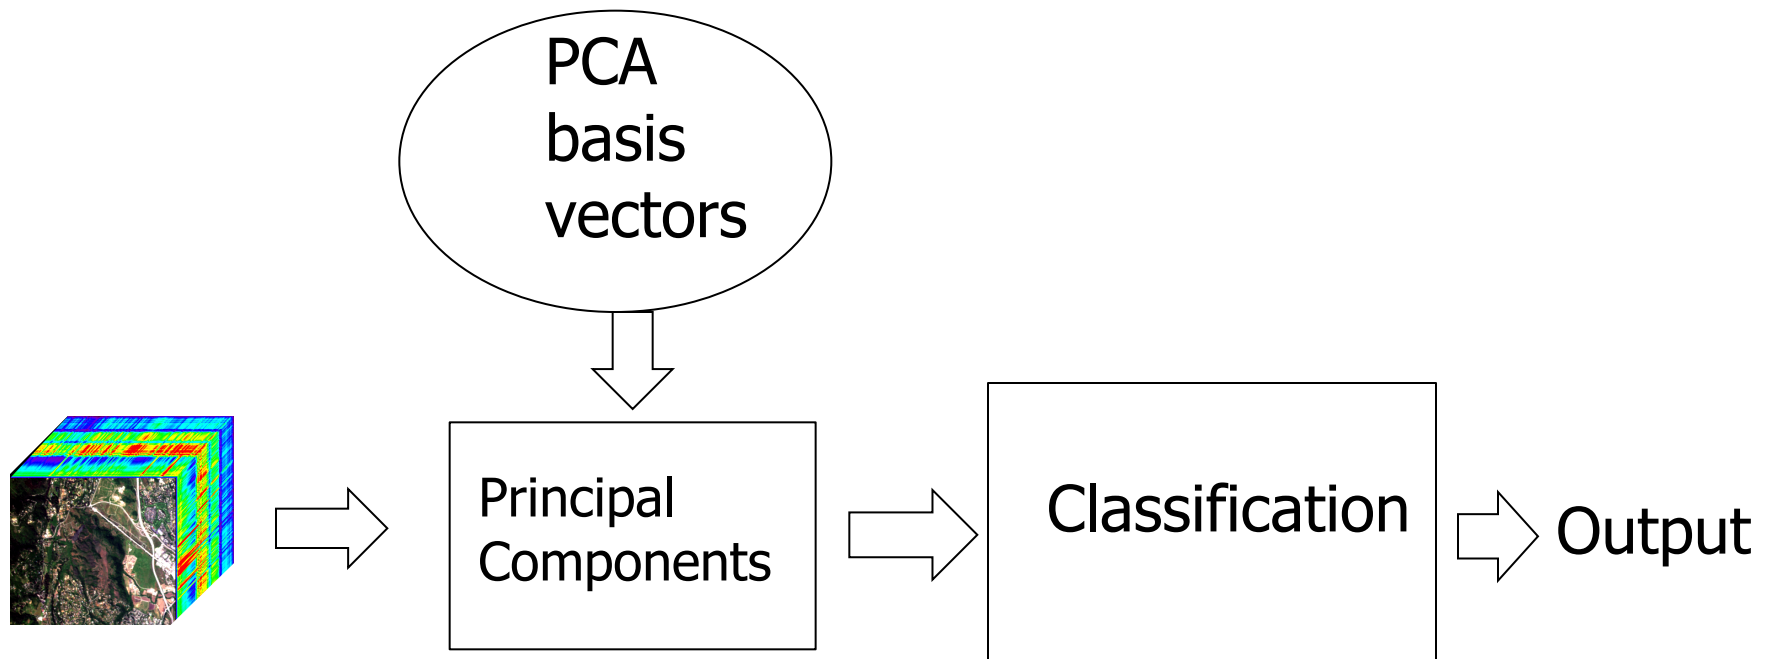 PCA
basis
vectors
Principal
Components
Classification
Output